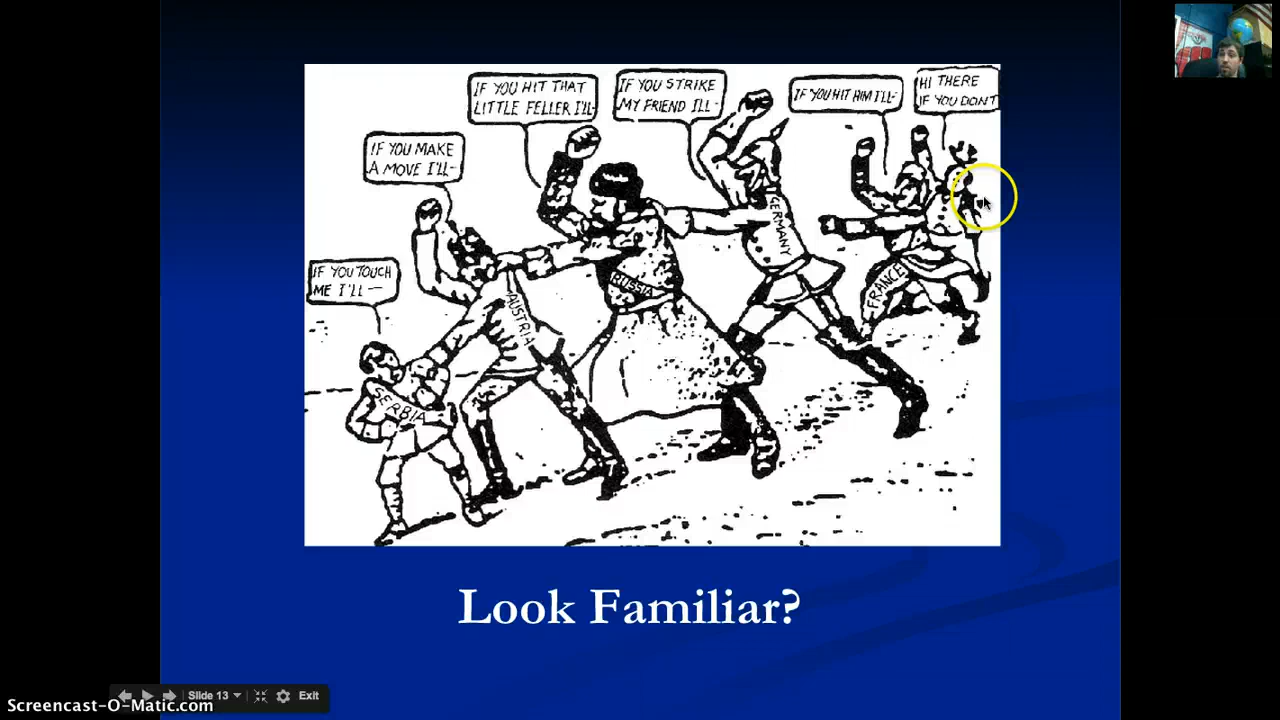 IF YOU TOUCH
ME I'LL—
IF YOU MAKE
A MOVE I'LL-
IF YOU HIT THAT
LITTLE FELLER I'LL-
IF YOU STRIKE
MY FRIEND ILL-
IF YOU HIT HIM I'LL-
HI THERE
IF YOU DON'T
SERBIA
AUSTRIA
RUSSIA
GERMANY
FRANCE
Look Familiar?
Slide 13
Exit
Screencast-O-Matic.com